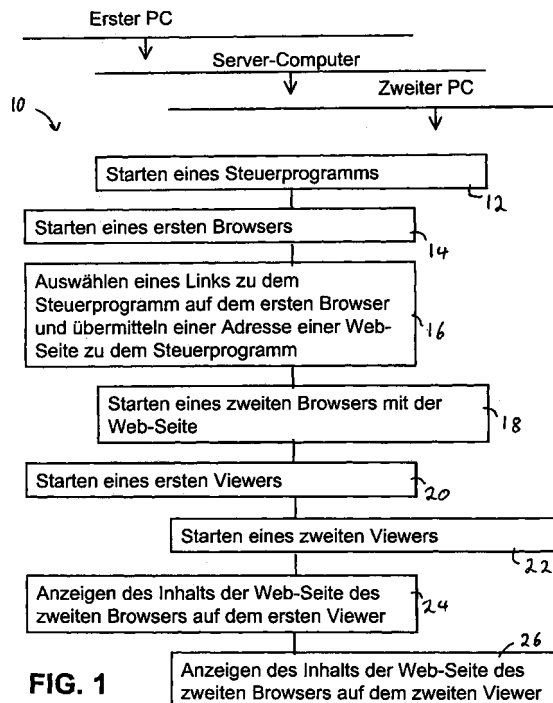 Erster PC
Server-Computer
Zweiter PC
10
Starten eines Steuerprogramms
12
Starten eines ersten Browsers
14
Auswählen eines Links zu dem
Steuerprogramm auf dem ersten Browser
und übermitteln einer Adresse einer Web-
Seite zu dem Steuerprogramm
16
Starten eines zweiten Browsers mit der
Web-Seite
18
Starten eines ersten Viewers
20
Starten eines zweiten Viewers
22
Anzeigen des Inhalts der Web-Seite des
zweiten Browsers auf dem ersten Viewer
24
26
Anzeigen des Inhalts der Web-Seite des
zweiten Browsers auf dem zweiten Viewer
FIG. 1